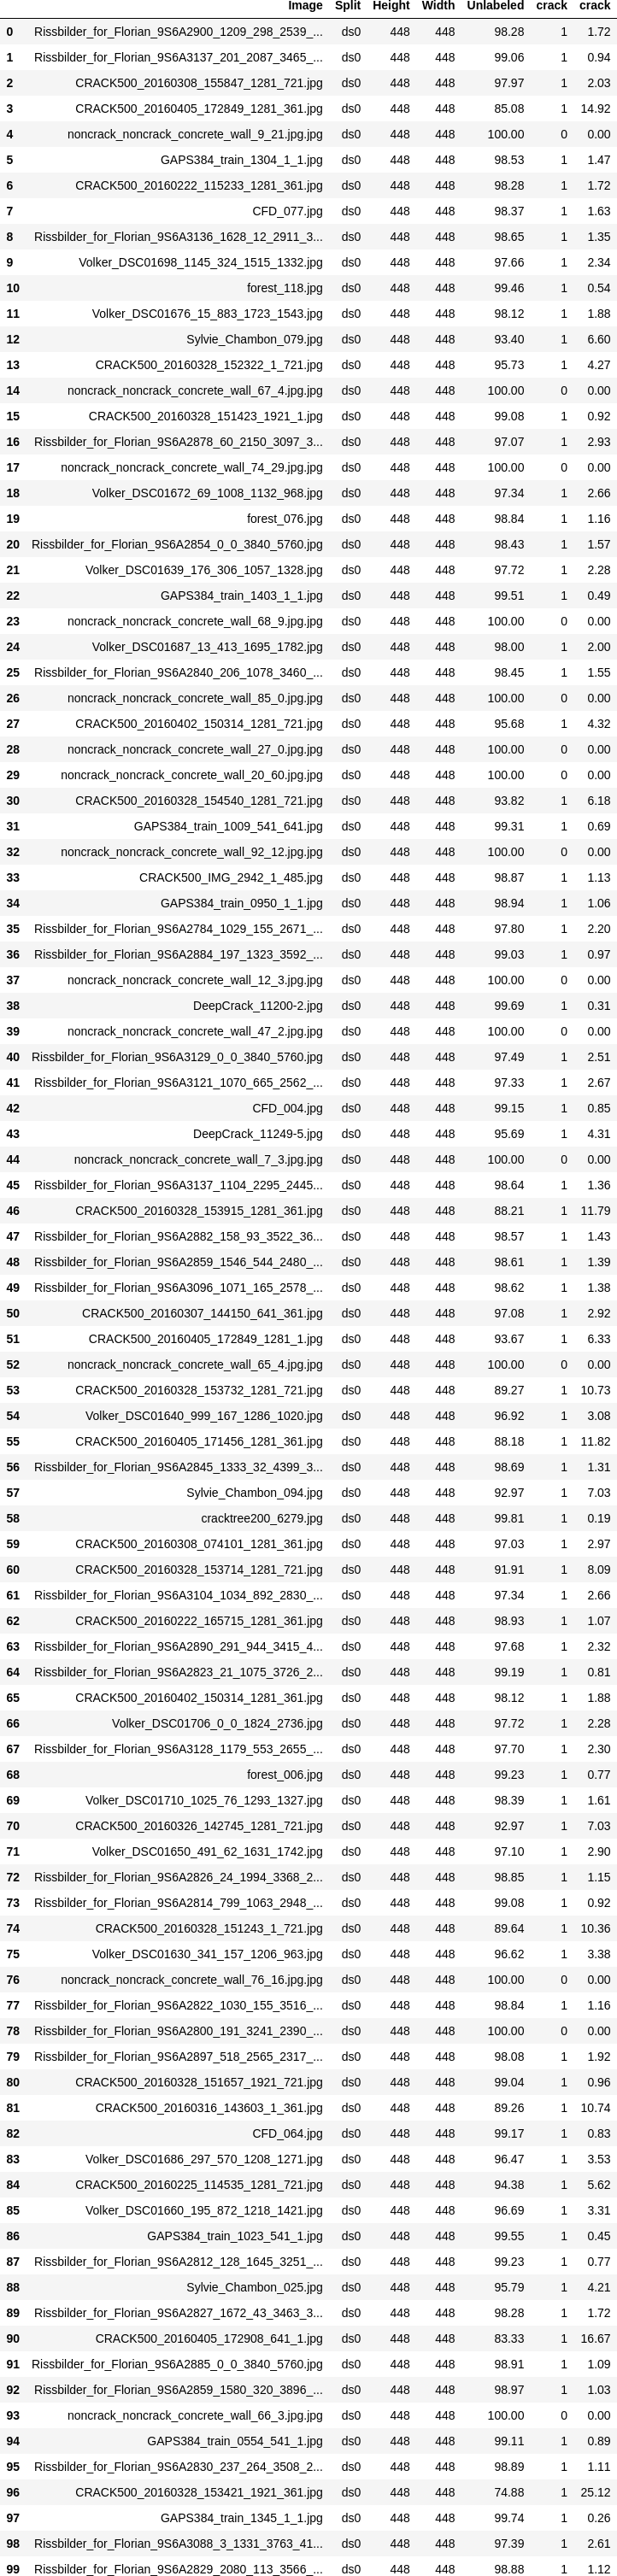 Image Split Height Width Unlabeled crack crack
0 Rissbilder_for_Florian_9S6A2900_1209_298_2539_... ds0 448 448 98.28 1 1.72
1 Rissbilder_for_Florian_9S6A3137_201_2087_3465_... ds0 448 448 99.06 1 0.94
2 CRACK500_20160308_155847_1281_721.jpg ds0 448 448 97.97 1 2.03
3 CRACK500_20160405_172849_1281_361.jpg ds0 448 448 85.08 1 14.92
4 noncrack_noncrack_concrete_wall_9_21.jpg.jpg ds0 448 448 100.00 0 0.00
5 GAPS384_train_1304_1_1.jpg ds0 448 448 98.53 1 1.47
6 CRACK500_20160222_115233_1281_361.jpg ds0 448 448 98.28 1 1.72
7 CFD_077.jpg ds0 448 448 98.37 1 1.63
8 Rissbilder_for_Florian_9S6A3136_1628_12_2911_3... ds0 448 448 98.65 1 1.35
9 Volker_DSC01698_1145_324_1515_1332.jpg ds0 448 448 97.66 1 2.34
10 forest_118.jpg ds0 448 448 99.46 1 0.54
11 Volker_DSC01676_15_883_1723_1543.jpg ds0 448 448 98.12 1 1.88
12 Sylvie_Chambon_079.jpg ds0 448 448 93.40 1 6.60
13 CRACK500_20160328_152322_1_721.jpg ds0 448 448 95.73 1 4.27
14 noncrack_noncrack_concrete_wall_67_4.jpg.jpg ds0 448 448 100.00 0 0.00
15 CRACK500_20160328_151423_1921_1.jpg ds0 448 448 99.08 1 0.92
16 Rissbilder_for_Florian_9S6A2878_60_2150_3097_3... ds0 448 448 97.07 1 2.93
17 noncrack_noncrack_concrete_wall_74_29.jpg.jpg ds0 448 448 100.00 0 0.00
18 Volker_DSC01672_69_1008_1132_968.jpg ds0 448 448 97.34 1 2.66
19 forest_076.jpg ds0 448 448 98.84 1 1.16
20 Rissbilder_for_Florian_9S6A2854_0_0_3840_5760.jpg ds0 448 448 98.43 1 1.57
21 Volker_DSC01639_176_306_1057_1328.jpg ds0 448 448 97.72 1 2.28
22 GAPS384_train_1403_1_1.jpg ds0 448 448 99.51 1 0.49
23 noncrack_noncrack_concrete_wall_68_9.jpg.jpg ds0 448 448 100.00 0 0.00
24 Volker_DSC01687_13_413_1695_1782.jpg ds0 448 448 98.00 1 2.00
25 Rissbilder_for_Florian_9S6A2840_206_1078_3460_... ds0 448 448 98.45 1 1.55
26 noncrack_noncrack_concrete_wall_85_0.jpg.jpg ds0 448 448 100.00 0 0.00
27 CRACK500_20160402_150314_1281_721.jpg ds0 448 448 95.68 1 4.32
28 noncrack_noncrack_concrete_wall_27_0.jpg.jpg ds0 448 448 100.00 0 0.00
29 noncrack_noncrack_concrete_wall_20_60.jpg.jpg ds0 448 448 100.00 0 0.00
30 CRACK500_20160328_154540_1281_721.jpg ds0 448 448 93.82 1 6.18
31 GAPS384_train_1009_541_641.jpg ds0 448 448 99.31 1 0.69
32 noncrack_noncrack_concrete_wall_92_12.jpg.jpg ds0 448 448 100.00 0 0.00
33 CRACK500_IMG_2942_1_485.jpg ds0 448 448 98.87 1 1.13
34 GAPS384_train_0950_1_1.jpg ds0 448 448 98.94 1 1.06
35 Rissbilder_for_Florian_9S6A2784_1029_155_2671_... ds0 448 448 97.80 1 2.20
36 Rissbilder_for_Florian_9S6A2884_197_1323_3592_... ds0 448 448 99.03 1 0.97
37 noncrack_noncrack_concrete_wall_12_3.jpg.jpg ds0 448 448 100.00 0 0.00
38 DeepCrack_11200-2.jpg ds0 448 448 99.69 1 0.31
39 noncrack_noncrack_concrete_wall_47_2.jpg.jpg ds0 448 448 100.00 0 0.00
40 Rissbilder_for_Florian_9S6A3129_0_0_3840_5760.jpg ds0 448 448 97.49 1 2.51
41 Rissbilder_for_Florian_9S6A3121_1070_665_2562_... ds0 448 448 97.33 1 2.67
42 CFD_004.jpg ds0 448 448 99.15 1 0.85
43 DeepCrack_11249-5.jpg ds0 448 448 95.69 1 4.31
44 noncrack_noncrack_concrete_wall_7_3.jpg.jpg ds0 448 448 100.00 0 0.00
45 Rissbilder_for_Florian_9S6A3137_1104_2295_2445... ds0 448 448 98.64 1 1.36
46 CRACK500_20160328_153915_1281_361.jpg ds0 448 448 88.21 1 11.79
47 Rissbilder_for_Florian_9S6A2882_158_93_3522_36... ds0 448 448 98.57 1 1.43
48 Rissbilder_for_Florian_9S6A2859_1546_544_2480_... ds0 448 448 98.61 1 1.39
49 Rissbilder_for_Florian_9S6A3096_1071_165_2578_... ds0 448 448 98.62 1 1.38
50 CRACK500_20160307_144150_641_361.jpg ds0 448 448 97.08 1 2.92
51 CRACK500_20160405_172849_1281_1.jpg ds0 448 448 93.67 1 6.33
52 noncrack_noncrack_concrete_wall_65_4.jpg.jpg ds0 448 448 100.00 0 0.00
53 CRACK500_20160328_153732_1281_721.jpg ds0 448 448 89.27 1 10.73
54 Volker_DSC01640_999_167_1286_1020.jpg ds0 448 448 96.92 1 3.08
55 CRACK500_20160405_171456_1281_361.jpg ds0 448 448 88.18 1 11.82
56 Rissbilder_for_Florian_9S6A2845_1333_32_4399_3... ds0 448 448 98.69 1 1.31
57 Sylvie_Chambon_094.jpg ds0 448 448 92.97 1 7.03
58 cracktree200_6279.jpg ds0 448 448 99.81 1 0.19
59 CRACK500_20160308_074101_1281_361.jpg ds0 448 448 97.03 1 2.97
60 CRACK500_20160328_153714_1281_721.jpg ds0 448 448 91.91 1 8.09
61 Rissbilder_for_Florian_9S6A3104_1034_892_2830_... ds0 448 448 97.34 1 2.66
62 CRACK500_20160222_165715_1281_361.jpg ds0 448 448 98.93 1 1.07
63 Rissbilder_for_Florian_9S6A2890_291_944_3415_4... ds0 448 448 97.68 1 2.32
64 Rissbilder_for_Florian_9S6A2823_21_1075_3726_2... ds0 448 448 99.19 1 0.81
65 CRACK500_20160402_150314_1281_361.jpg ds0 448 448 98.12 1 1.88
66 Volker_DSC01706_0_0_1824_2736.jpg ds0 448 448 97.72 1 2.28
67 Rissbilder_for_Florian_9S6A3128_1179_553_2655_... ds0 448 448 97.70 1 2.30
68 forest_006.jpg ds0 448 448 99.23 1 0.77
69 Volker_DSC01710_1025_76_1293_1327.jpg ds0 448 448 98.39 1 1.61
70 CRACK500_20160326_142745_1281_721.jpg ds0 448 448 92.97 1 7.03
71 Volker_DSC01650_491_62_1631_1742.jpg ds0 448 448 97.10 1 2.90
72 Rissbilder_for_Florian_9S6A2826_24_1994_3368_2... ds0 448 448 98.85 1 1.15
73 Rissbilder_for_Florian_9S6A2814_799_1063_2948_... ds0 448 448 99.08 1 0.92
74 CRACK500_20160328_151243_1_721.jpg ds0 448 448 89.64 1 10.36
75 Volker_DSC01630_341_157_1206_963.jpg ds0 448 448 96.62 1 3.38
76 noncrack_noncrack_concrete_wall_76_16.jpg.jpg ds0 448 448 100.00 0 0.00
77 Rissbilder_for_Florian_9S6A2822_1030_155_3516_... ds0 448 448 98.84 1 1.16
78 Rissbilder_for_Florian_9S6A2800_191_3241_2390_... ds0 448 448 100.00 0 0.00
79 Rissbilder_for_Florian_9S6A2897_518_2565_2317_... ds0 448 448 98.08 1 1.92
80 CRACK500_20160328_151657_1921_721.jpg ds0 448 448 99.04 1 0.96
81 CRACK500_20160316_143603_1_361.jpg ds0 448 448 89.26 1 10.74
82 CFD_064.jpg ds0 448 448 99.17 1 0.83
83 Volker_DSC01686_297_570_1208_1271.jpg ds0 448 448 96.47 1 3.53
84 CRACK500_20160225_114535_1281_721.jpg ds0 448 448 94.38 1 5.62
85 Volker_DSC01660_195_872_1218_1421.jpg ds0 448 448 96.69 1 3.31
86 GAPS384_train_1023_541_1.jpg ds0 448 448 99.55 1 0.45
87 Rissbilder_for_Florian_9S6A2812_128_1645_3251_... ds0 448 448 99.23 1 0.77
88 Sylvie_Chambon_025.jpg ds0 448 448 95.79 1 4.21
89 Rissbilder_for_Florian_9S6A2827_1672_43_3463_3... ds0 448 448 98.28 1 1.72
90 CRACK500_20160405_172908_641_1.jpg ds0 448 448 83.33 1 16.67
91 Rissbilder_for_Florian_9S6A2885_0_0_3840_5760.jpg ds0 448 448 98.91 1 1.09
92 Rissbilder_for_Florian_9S6A2859_1580_320_3896_... ds0 448 448 98.97 1 1.03
93 noncrack_noncrack_concrete_wall_66_3.jpg.jpg ds0 448 448 100.00 0 0.00
94 GAPS384_train_0554_541_1.jpg ds0 448 448 99.11 1 0.89
95 Rissbilder_for_Florian_9S6A2830_237_264_3508_2... ds0 448 448 98.89 1 1.11
96 CRACK500_20160328_153421_1921_361.jpg ds0 448 448 74.88 1 25.12
97 GAPS384_train_1345_1_1.jpg ds0 448 448 99.74 1 0.26
98 Rissbilder_for_Florian_9S6A3088_3_1331_3763_41... ds0 448 448 97.39 1 2.61
99 Rissbilder_for_Florian_9S6A2829_2080_113_3566_... ds0 448 448 98.88 1 1.12